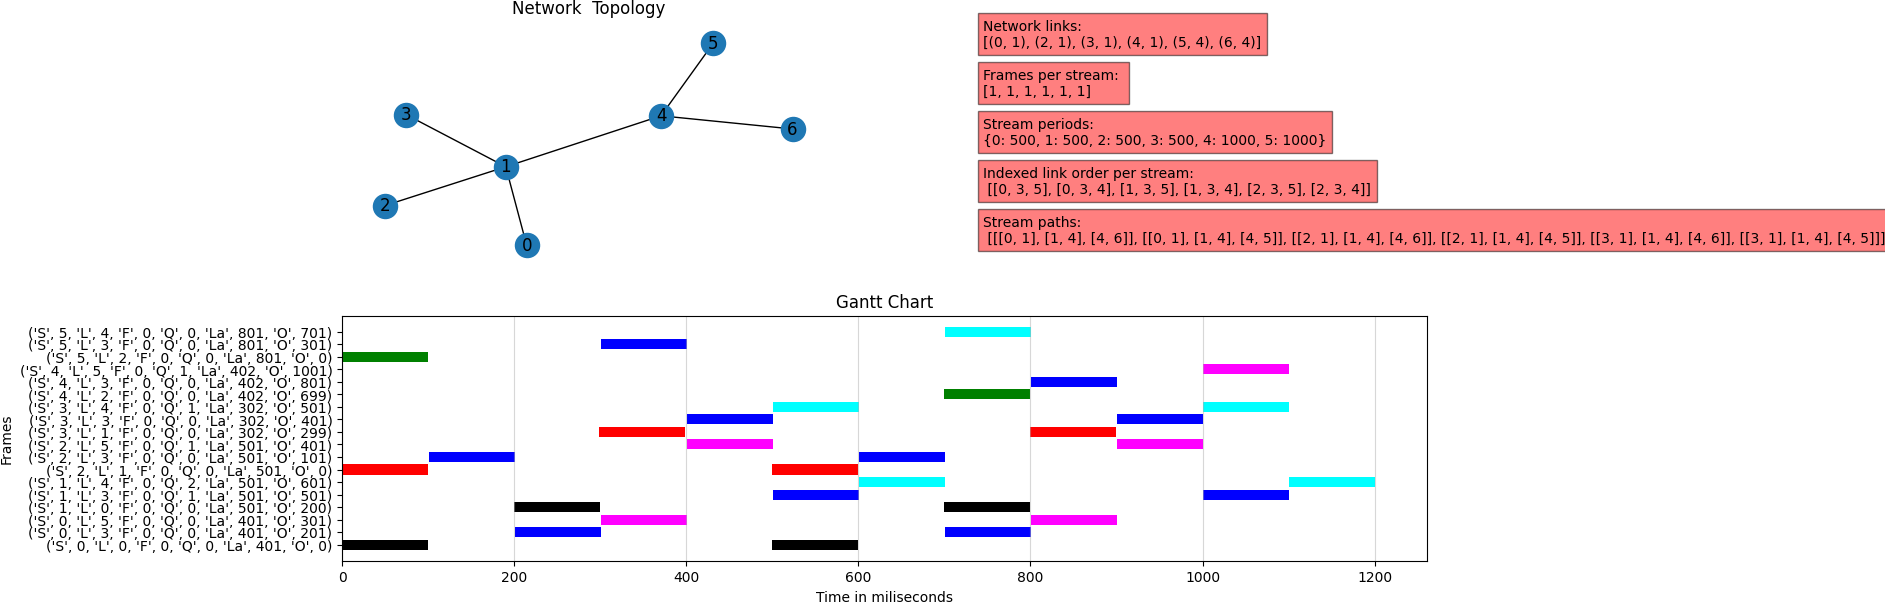 Network  Topology
5
3
4
6
1
2
0
Network links:
[(0, 1), (2, 1), (3, 1), (4, 1), (5, 4), (6, 4)]
Frames per stream:
[1, 1, 1, 1, 1, 1]
Stream periods:
{0: 500, 1: 500, 2: 500, 3: 500, 4: 1000, 5: 1000}
Indexed link order per stream:
[[0, 3, 5], [0, 3, 4], [1, 3, 5], [1, 3, 4], [2, 3, 5], [2, 3, 4]]
Stream paths:
[[[0, 1], [1, 4], [4, 6]], [[0, 1], [1, 4], [4, 5]], [[2, 1], [1, 4], [4, 6]], [[2, 1], [1, 4], [4, 5]], [[3, 1], [1, 4], [4, 6]], [[3, 1], [1, 4], [4, 5]]]
Gantt Chart
Frames
('S', 5, 'L', 4, 'F', 0, 'Q', 0, 'La', 801, 'O', 701)
('S', 5, 'L', 3, 'F', 0, 'Q', 0, 'La', 801, 'O', 301)
('S', 5, 'L', 2, 'F', 0, 'Q', 0, 'La', 801, 'O', 0)
('S', 4, 'L', 5, 'F', 0, 'Q', 1, 'La', 402, 'O', 1001)
('S', 4, 'L', 3, 'F', 0, 'Q', 0, 'La', 402, 'O', 801)
('S', 4, 'L', 2, 'F', 0, 'Q', 0, 'La', 402, 'O', 699)
('S', 3, 'L', 4, 'F', 0, 'Q', 1, 'La', 302, 'O', 501)
('S', 3, 'L', 3, 'F', 0, 'Q', 0, 'La', 302, 'O', 401)
('S', 3, 'L', 1, 'F', 0, 'Q', 0, 'La', 302, 'O', 299)
('S', 2, 'L', 5, 'F', 0, 'Q', 1, 'La', 501, 'O', 401)
('S', 2, 'L', 3, 'F', 0, 'Q', 0, 'La', 501, 'O', 101)
('S', 2, 'L', 1, 'F', 0, 'Q', 0, 'La', 501, 'O', 0)
('S', 1, 'L', 4, 'F', 0, 'Q', 2, 'La', 501, 'O', 601)
('S', 1, 'L', 3, 'F', 0, 'Q', 1, 'La', 501, 'O', 501)
('S', 1, 'L', 0, 'F', 0, 'Q', 0, 'La', 501, 'O', 200)
('S', 0, 'L', 5, 'F', 0, 'Q', 0, 'La', 401, 'O', 301)
('S', 0, 'L', 3, 'F', 0, 'Q', 0, 'La', 401, 'O', 201)
('S', 0, 'L', 0, 'F', 0, 'Q', 0, 'La', 401, 'O', 0)
0 200 400 600 800 1000 1200
Time in miliseconds